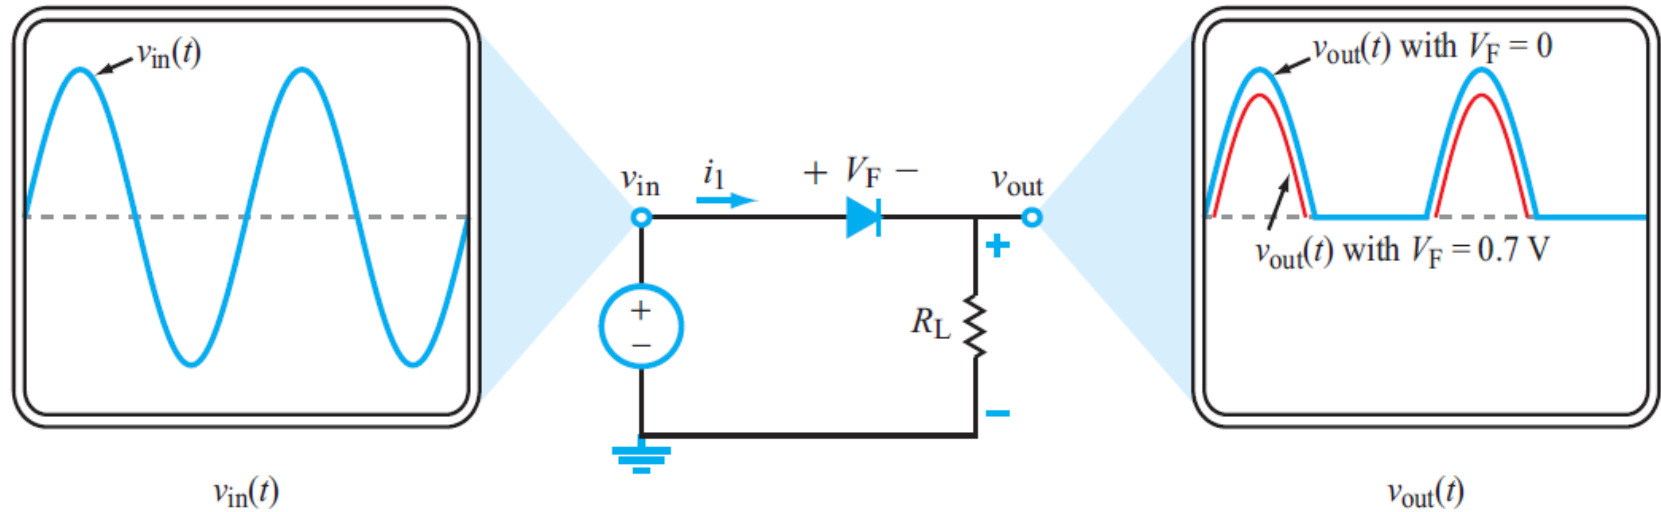 vin(t)
vin(t)
vin
i1
+ VF −
vout
+
−
+
RL
−
vout(t) with VF = 0
vout(t) with VF = 0.7 V
vout(t)